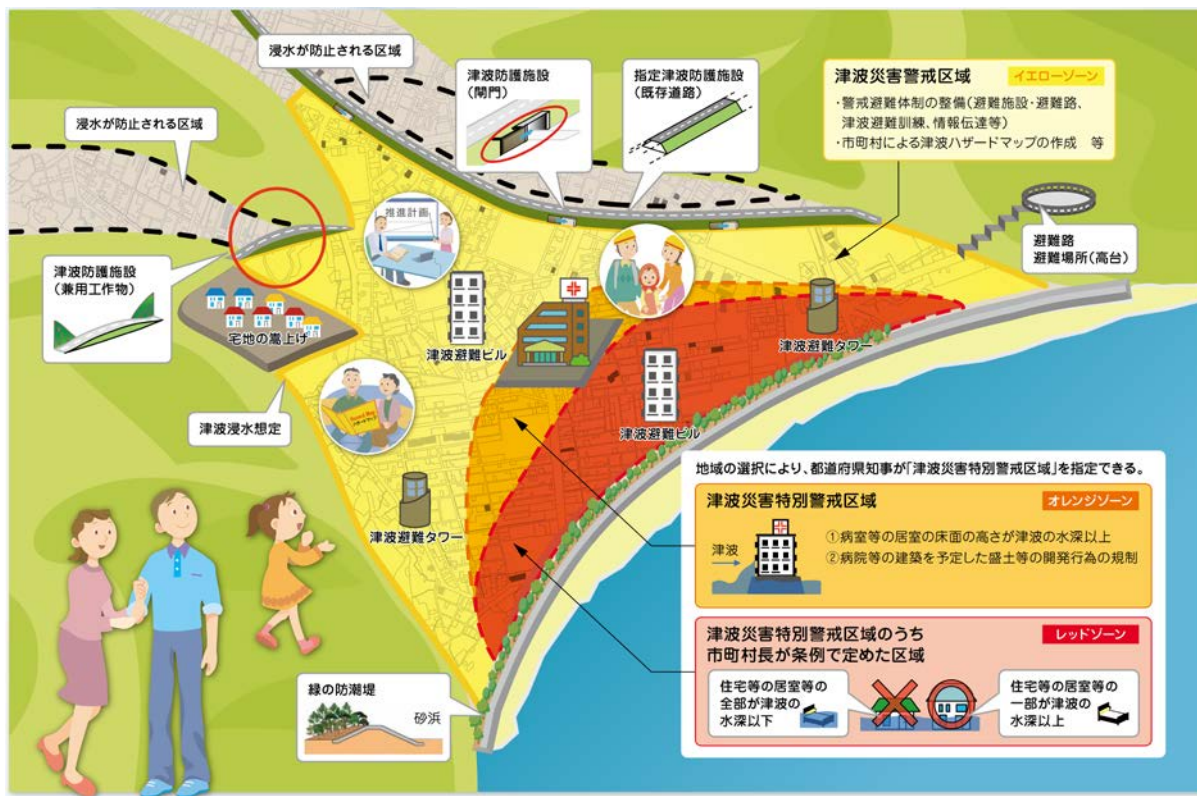 浸水が防止される区域
浸水が防止される区域
津波防護施設
(閘門)
指定津波防護施設
(既存道路)
津波災害警戒区域
イエローゾーン
・警戒避難体制の整備(避難施設・避難路、
津波避難訓練、情報伝達等)
・市町村による津波ハザードマップの作成 等
推進計画
避難路
避難場所(高台)
津波防護施設
(兼用工作物)
宅地の嵩上げ
津波避難ビル
津波避難タワー
津波浸水想定
津波避難ビル
津波避難タワー
地域の選択により、都道府県知事が「津波災害特別警戒区域」を指定できる。
津波災害特別警戒区域
オレンジゾーン
津波
①病室等の居室の床面の高さが津波の水深以上
②病院等の建築を予定した盛土等の開発行為の規制
津波災害特別警戒区域のうち
市町村長が条例で定めた区域
レッドゾーン
住宅等の居室等の
全部が津波の
水深以下
住宅等の居室等の
一部が津波の
水深以上
緑の防潮堤
砂浜